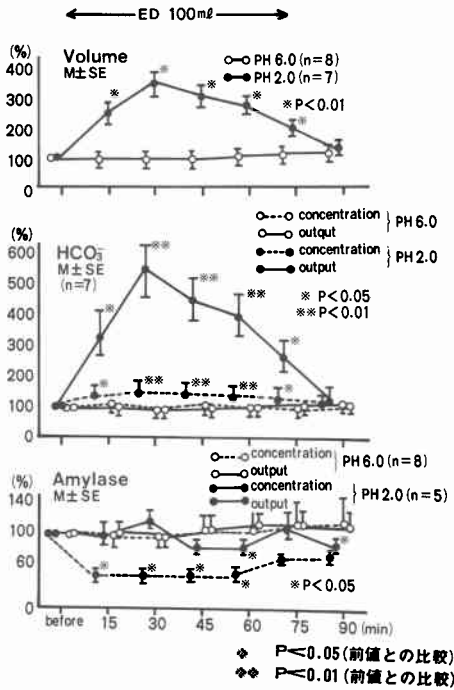 ED 100mℓ
(%)
Volume
M±SE
PH 6.0 (n=8)
PH 2.0 (n=7)
※ P<0.01
400
300
200
100
0
※ ※ ※ ※ ※
(%)
HCO₃⁻
M±SE
(n=7)
concentration
outqut
PH 6.0
concentration
output
PH 2.0
※ P<0.05
※※ P<0.01
600
500
400
300
200
100
0
※ ※※ ※※ ※※ ※
※ ※※ ※※ ※※ ※
(%)
Amylase
M±SE
concentration
output
PH 6.0 (n=8)
concentration
output
PH 2.0 (n=5)
140
100
60
0
※ ※ ※
※ ※ ※ ※
※P<0.05
before 15 30 45 60 75 90 (min)
※ P<0.05 (前値との比較)
※※ P<0.01 (前値との比較)